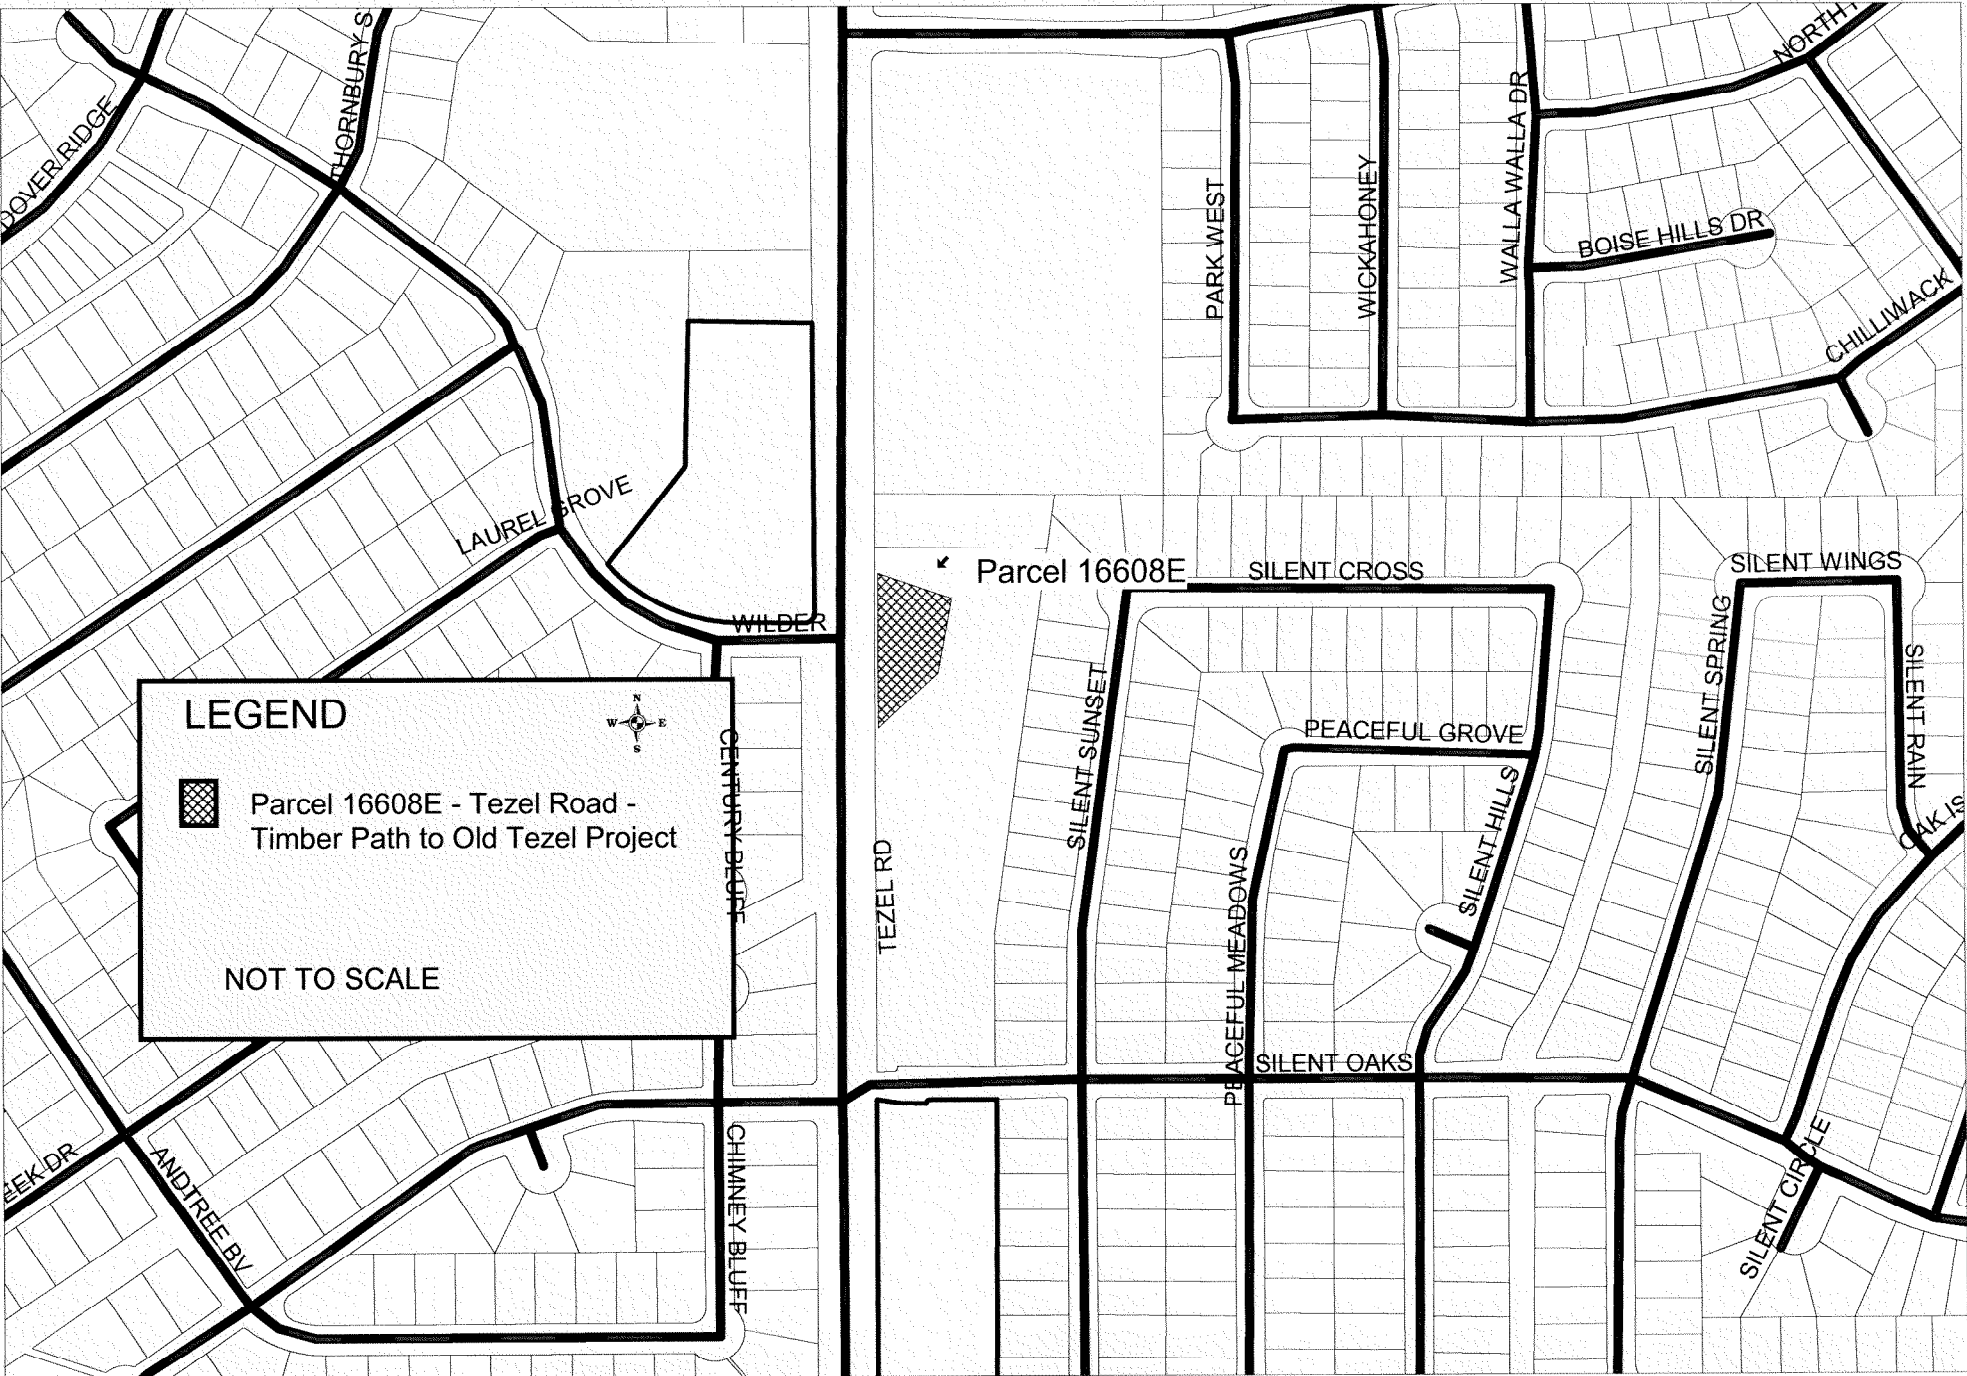 THORNBURY S
NORTH
DOVER RIDGE
WALLA WALLA DR
PARK WEST
WICKAHONEY
BOISE HILLS DR
CHILLIWACK
LAUREL GROVE
Parcel 16608E
SILENT CROSS
SILENT WINGS
WILDER
SILENT SPRING
SILENT RAIN
SILENT SUNSET
PEACEFUL GROVE
SILENT HILLS
OAK IS
LEGEND
N
W E
S
Parcel 16608E - Tezel Road -
Timber Path to Old Tezel Project
NOT TO SCALE
CENTURY BLUFF
TEZEL RD
PEACEFUL MEADOWS
SILENT OAKS
EEK DR
ANDTREE BV
CHIMNEY BLUFF
SILENT CIRCLE